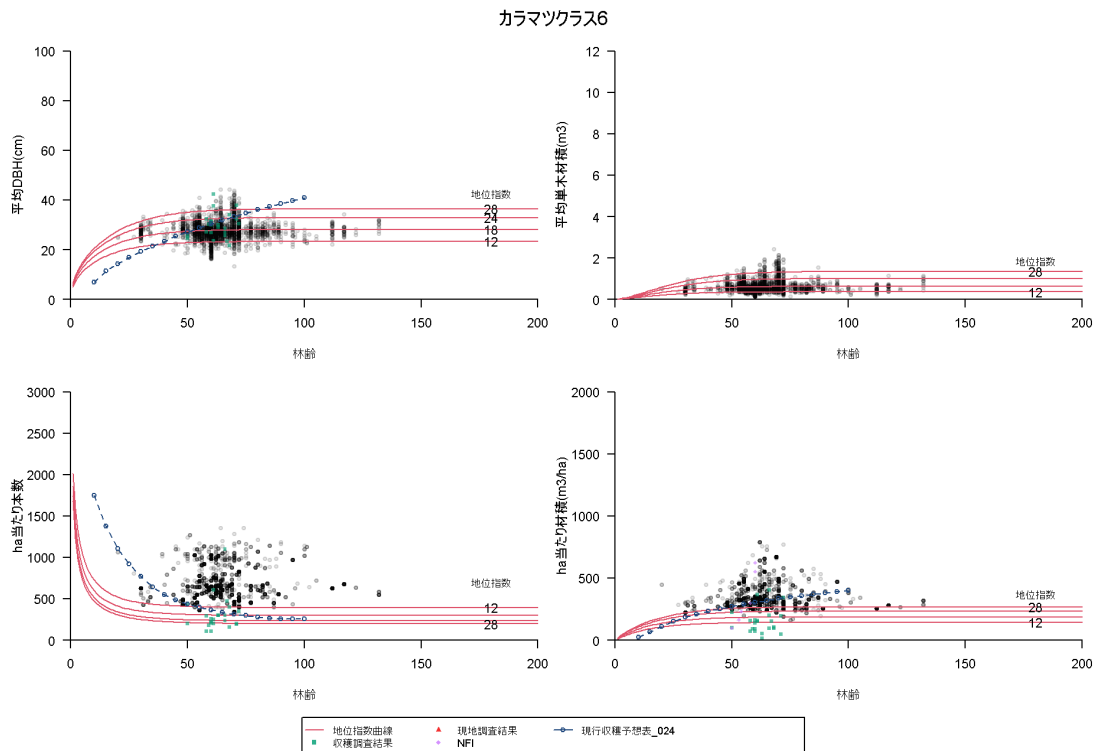 カラマツクラス6
平均DBH(cm)
100
80
60
40
20
0
地位指数
28
24
18
12
0 50 100 150 200
林齢
平均単木材積(m3)
12
10
8
6
4
2
0
地位指数
28
12
0 50 100 150 200
林齢
ha当たり本数
3000
2500
2000
1500
1000
500
0
地位指数
12
28
0 50 100 150 200
林齢
ha当たり材積(m3/ha)
2000
1500
1000
500
0
地位指数
28
12
0 50 100 150 200
林齢
地位指数曲線 現地調査結果 現行収穫予想表_024
収穫調査結果 NFI